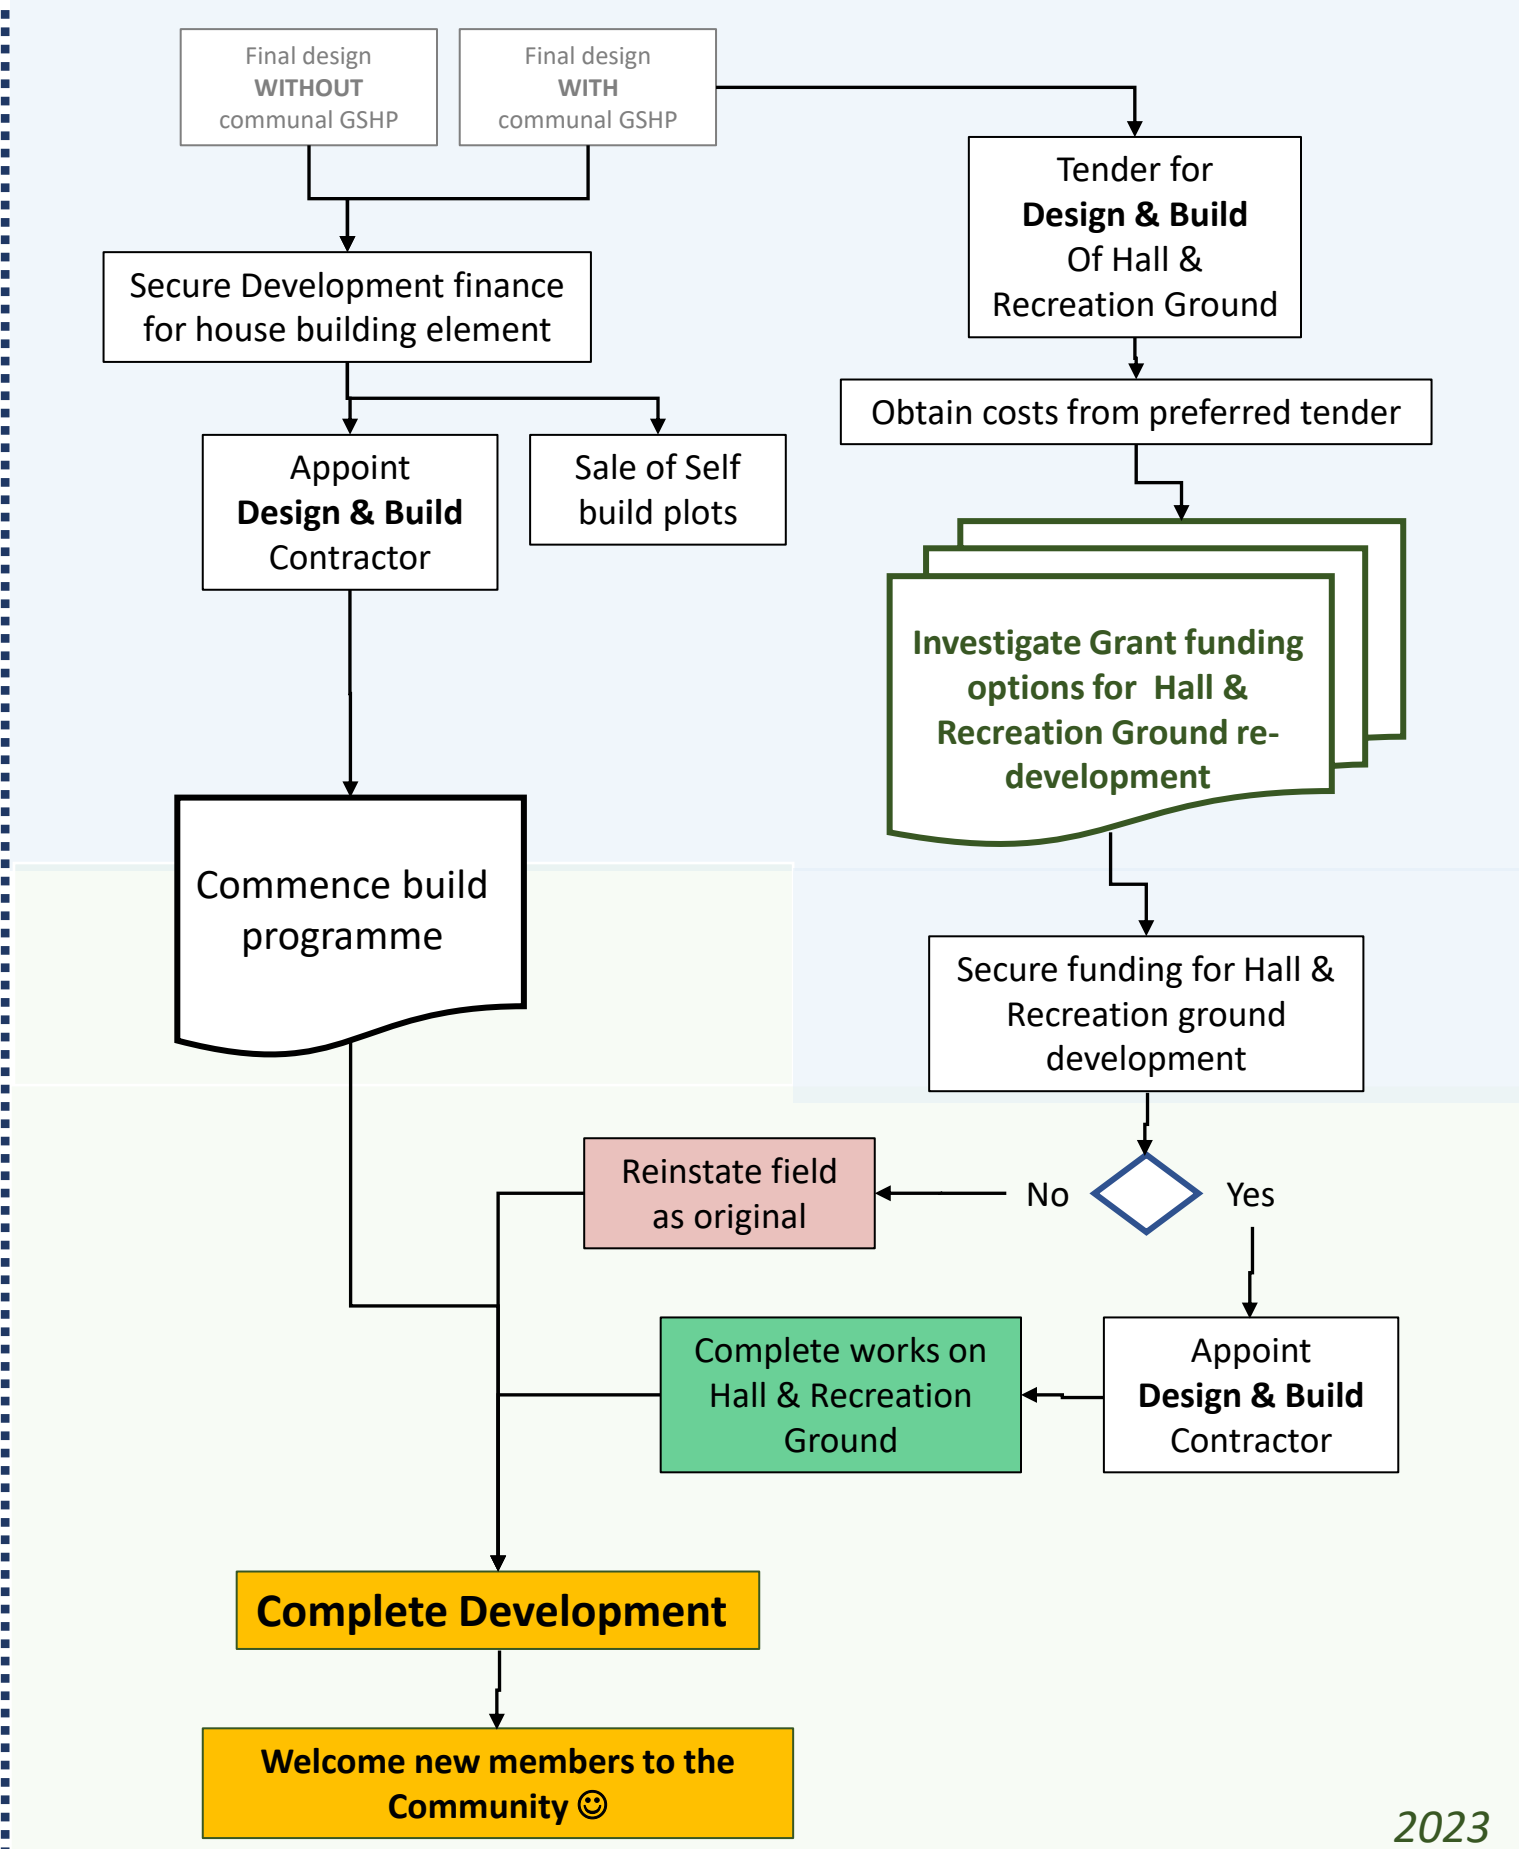 Final design
WITHOUT
communal GSHP
Final design
WITH
communal GSHP
Tender for
Design & Build
Of Hall &
Recreation Ground
Secure Development finance
for house building element
Obtain costs from preferred tender
Appoint
Design & Build
Contractor
Sale of Self
build plots
Investigate Grant funding
options for Hall &
Recreation Ground re-
development
Commence build
programme
Secure funding for Hall &
Recreation ground
development
Reinstate field
as original
No
Yes
Complete works on
Hall & Recreation
Ground
Appoint
Design & Build
Contractor
Complete Development
Welcome new members to the
Community ☺
2023